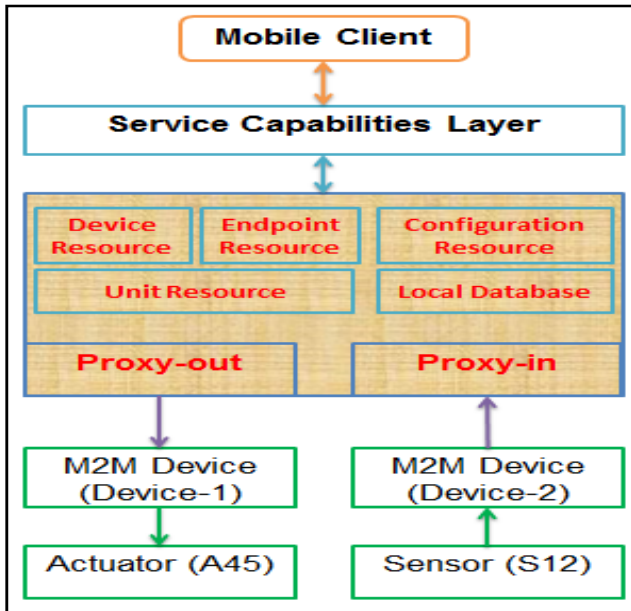 Mobile Client
Service Capabilities Layer
Device
Resource
Endpoint
Resource
Configuration
Resource
Unit Resource
Local Database
Proxy-out
Proxy-in
M2M Device
(Device-1)
M2M Device
(Device-2)
Actuator (A45)
Sensor (S12)